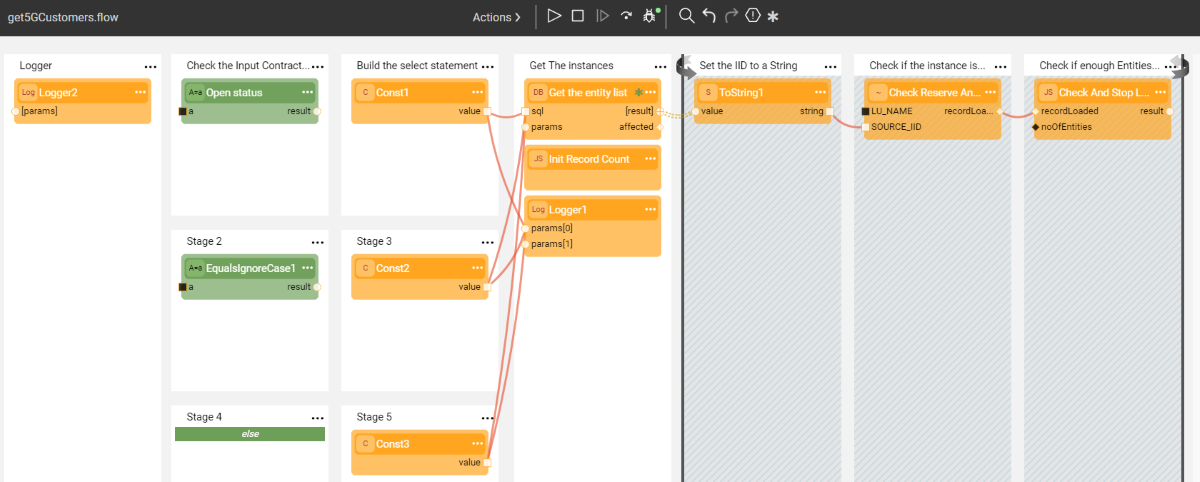 get5GCustomers.flow
Actions
Logger
Log Logger2
[params]
Check the Input Contract...
A=a Open status
a result
Stage 2
A=a EqualsIgnoreCase1
a result
Stage 4
else
Build the select statement
C Const1
value
Stage 3
C Const2
value
Stage 5
C Const3
value
Get The instances
DB Get the entity list
sql [result]
params affected
JS Init Record Count
Log Logger1
params[0]
params[1]
Set the IID to a String
S ToString1
value string
Check if the instance is...
~ Check Reserve An...
LU_NAME recordLoa...
SOURCE_IID
Check if enough Entities...
JS Check And Stop L...
recordLoaded result
noOfEntities